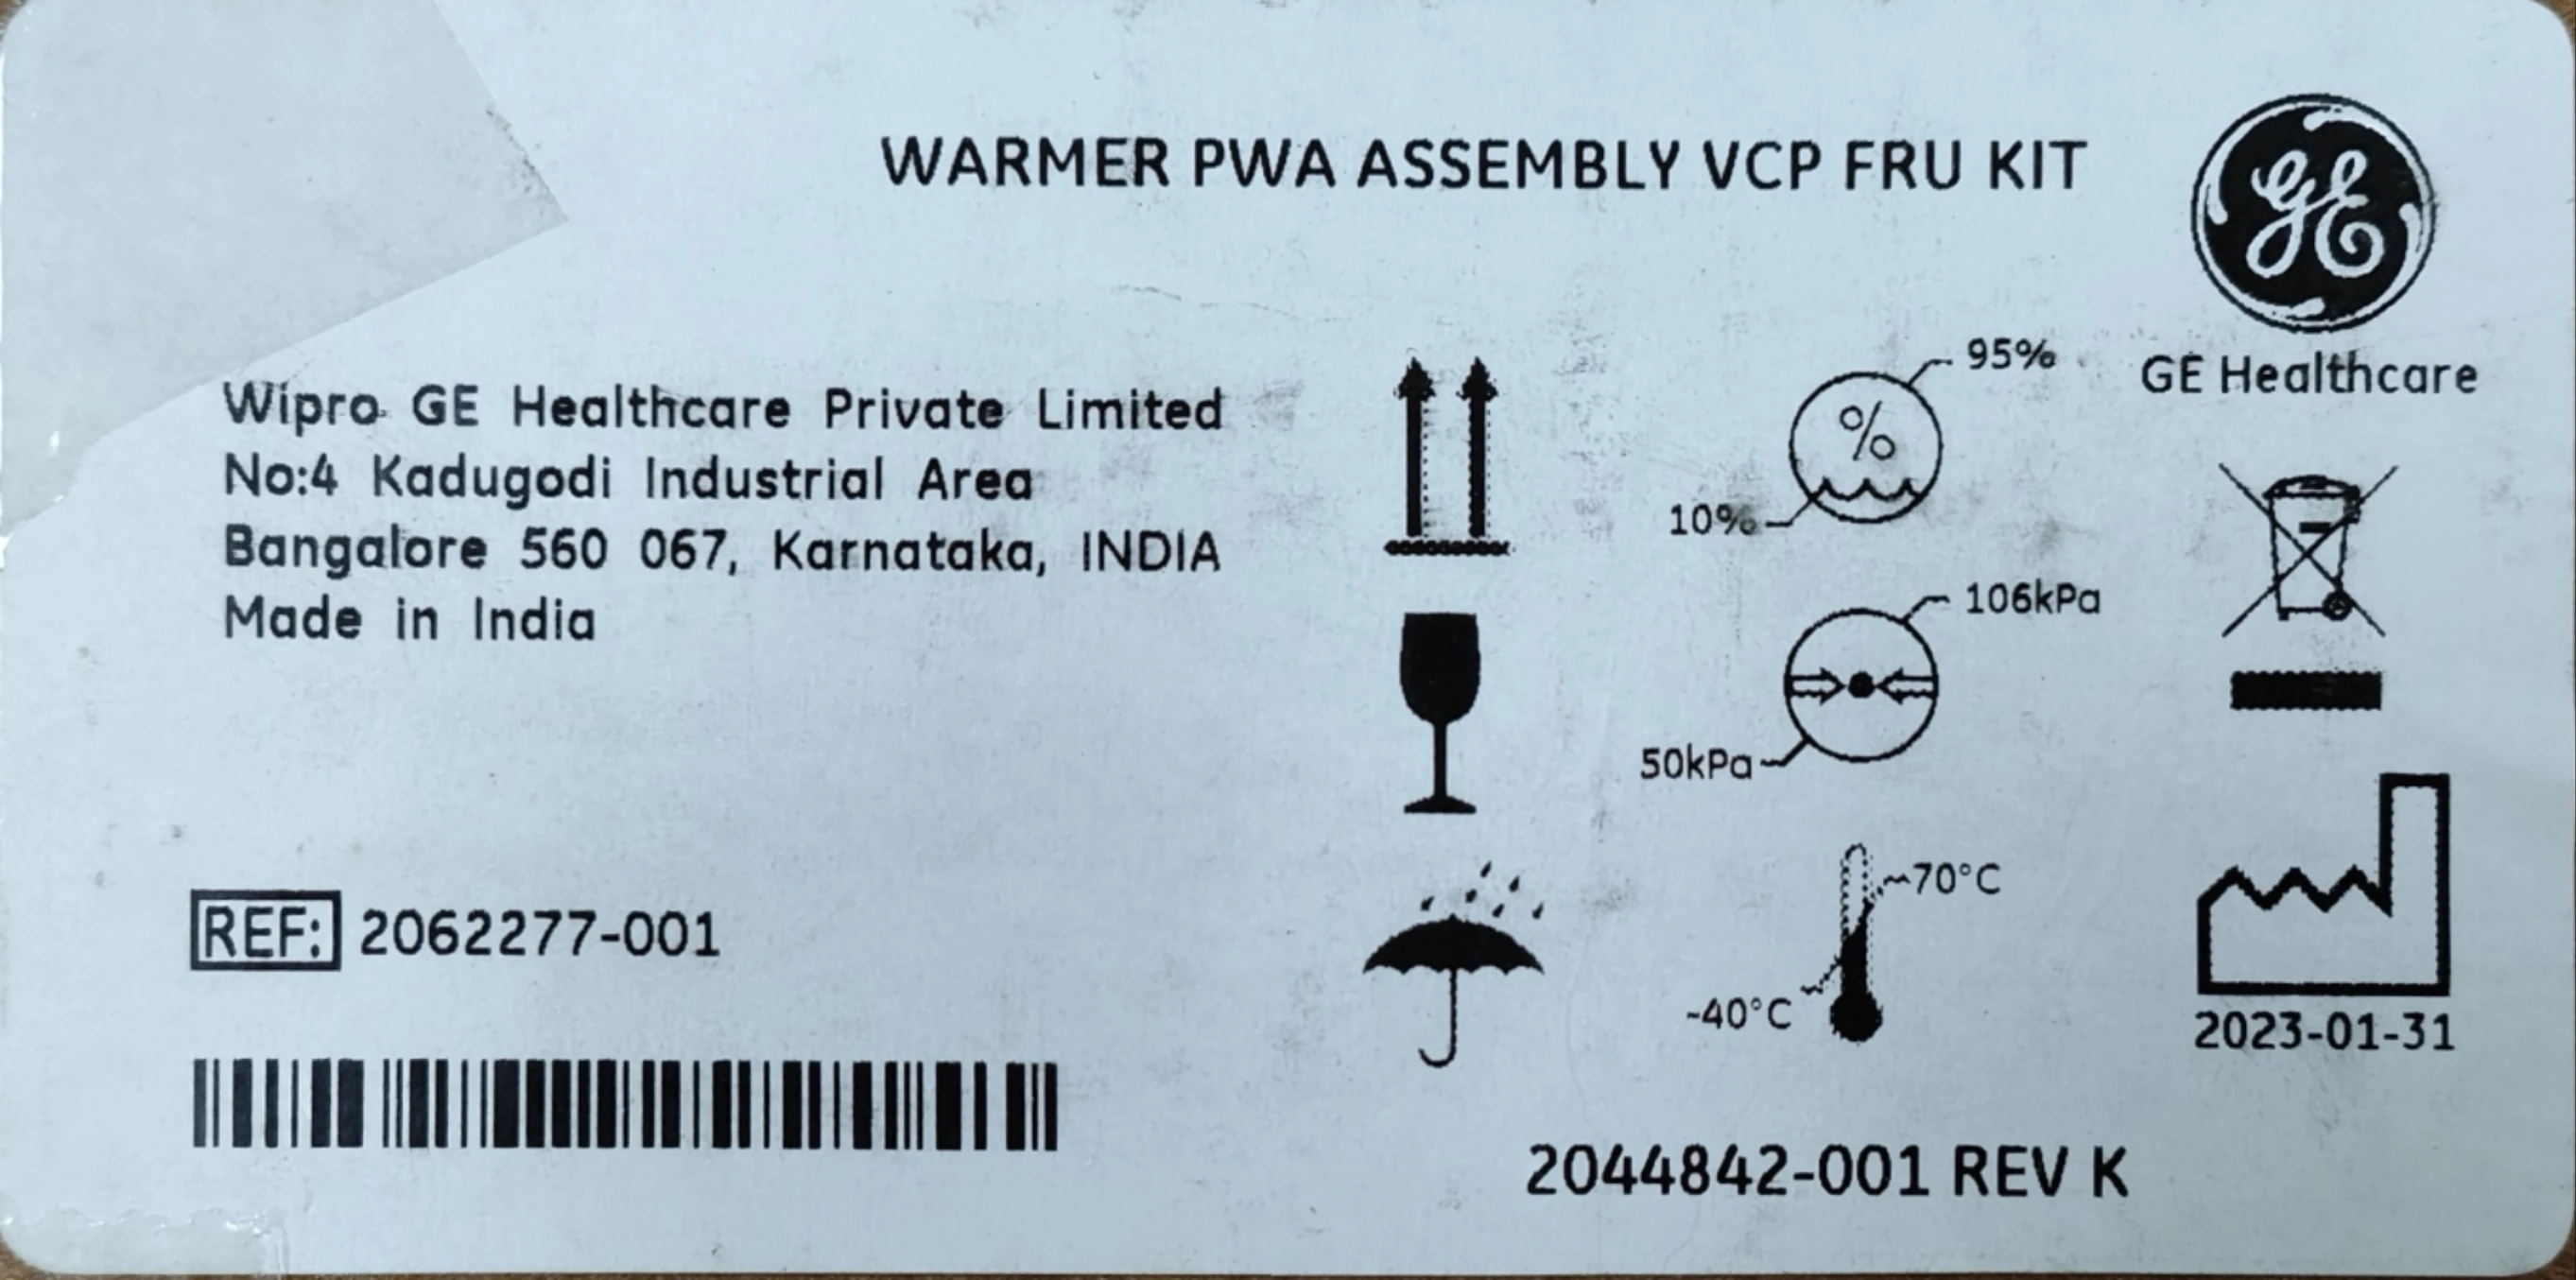 WARMER PWA ASSEMBLY VCP FRU KIT
GE
GE Healthcare
Wipro GE Healthcare Private Limited
No:4 Kadugodi Industrial Area
Bangalore 560 067, Karnataka, INDIA
Made in India
95%
%
10%
106kPa
50kPa
70°C
-40°C
REF: 2062277-001
2023-01-31
2044842-001 REV K